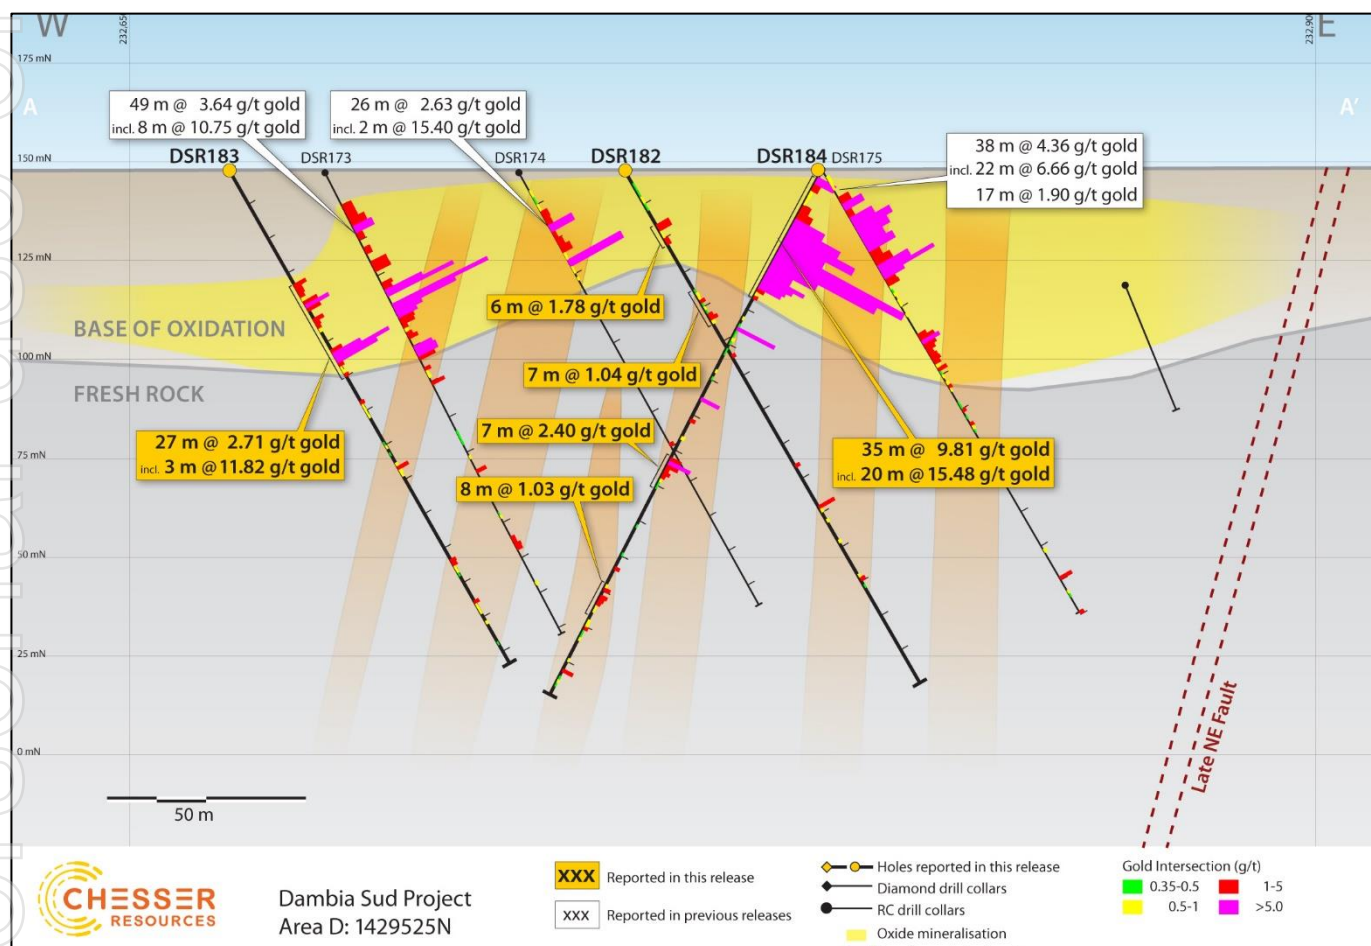 W
E
232,650
232,900
175 mN
A
A'
49 m @ 3.64 g/t gold
incl. 8 m @ 10.75 g/t gold
26 m @ 2.63 g/t gold
incl. 2 m @ 15.40 g/t gold
38 m @ 4.36 g/t gold
incl. 22 m @ 6.66 g/t gold
17 m @ 1.90 g/t gold
150 mN
DSR183
DSR173
DSR174
DSR182
DSR184
DSR175
125 mN
6 m @ 1.78 g/t gold
BASE OF OXIDATION
100 mN
FRESH ROCK
7 m @ 1.04 g/t gold
27 m @ 2.71 g/t gold
incl. 3 m @ 11.82 g/t gold
7 m @ 2.40 g/t gold
35 m @ 9.81 g/t gold
incl. 20 m @ 15.48 g/t gold
75 mN
8 m @ 1.03 g/t gold
50 mN
25 mN
0 mN
Late NE Fault
50 m
CHESSER
RESOURCES
Dambia Sud Project
Area D: 1429525N
XXX Reported in this release
XXX Reported in previous releases
Holes reported in this release
Diamond drill collars
RC drill collars
Oxide mineralisation
Gold Intersection (g/t)
0.35-0.5
1-5
0.5-1
>5.0